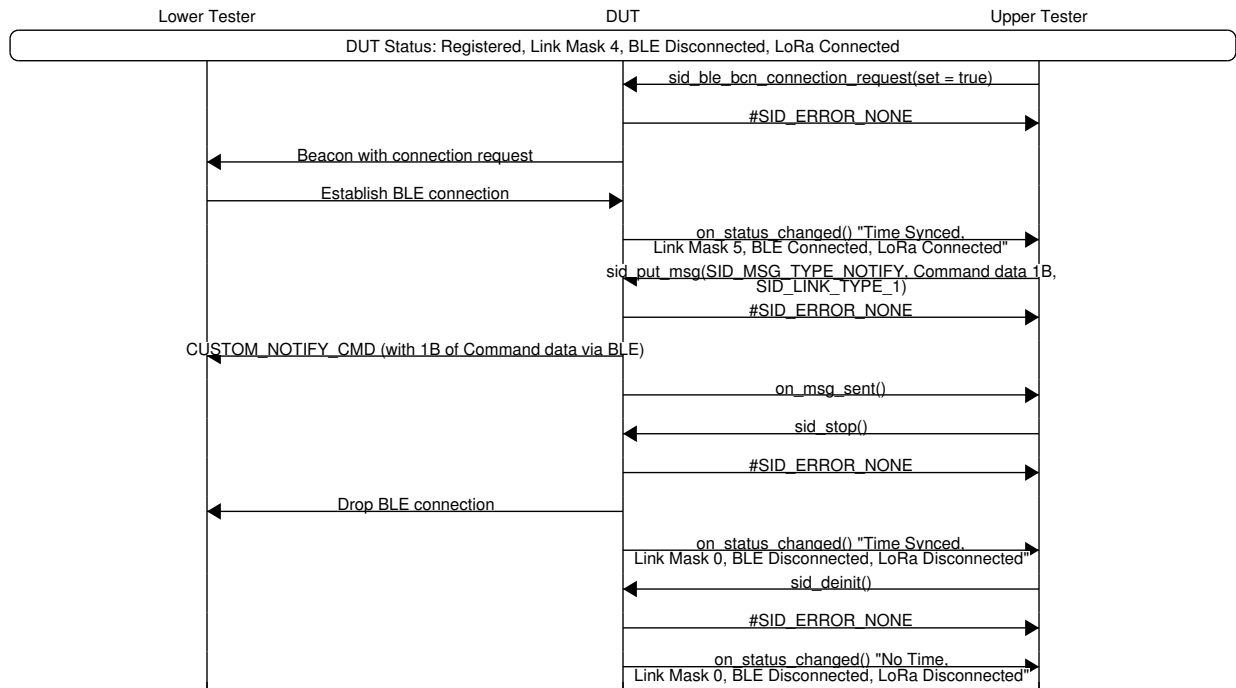 Lower Tester DUT Upper Tester
DUT Status: Registered, Link Mask 4, BLE Disconnected, LoRa Connected
sid_ble_bcn_connection_request(set = true)
#SID_ERROR_NONE
Beacon with connection request
Establish BLE connection
on_status_changed() "Time Synced,
Link Mask 5, BLE Connected, LoRa Connected"
sid_put_msg(SID_MSG_TYPE_NOTIFY, Command data 1B,
SID_LINK_TYPE_1)
#SID_ERROR_NONE
CUSTOM_NOTIFY_CMD (with 1B of Command data via BLE)
on_msg_sent()
sid_stop()
#SID_ERROR_NONE
Drop BLE connection
on_status_changed() "Time Synced,
Link Mask 0, BLE Disconnected, LoRa Disconnected"
sid_deinit()
#SID_ERROR_NONE
on_status_changed() "No Time,
Link Mask 0, BLE Disconnected, LoRa Disconnected"